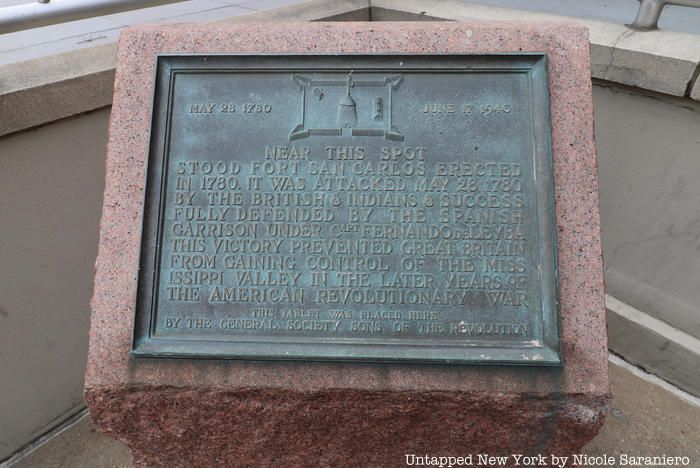 MAY 28 1780
JUNE 17 1940
NEAR THIS SPOT
STOOD FORT SAN CARLOS ERECTED
IN 1780. IT WAS ATTACKED MAY 28 1780
BY THE BRITISH & INDIANS & SUCCESS
FULLY DEFENDED BY THE SPANISH
GARRISON UNDER CAPT FERNANDO de LEYBA
THIS VICTORY PREVENTED GREAT BRITAIN
FROM GAINING CONTROL OF THE MISS
ISSIPPI VALLEY IN THE LATER YEARS OF
THE AMERICAN REVOLUTIONARY WAR
THIS TABLET WAS PLACED HERE
BY THE GENERAL SOCIETY SONS OF THE REVOLUTION
Untapped New York by Nicole Saraniero